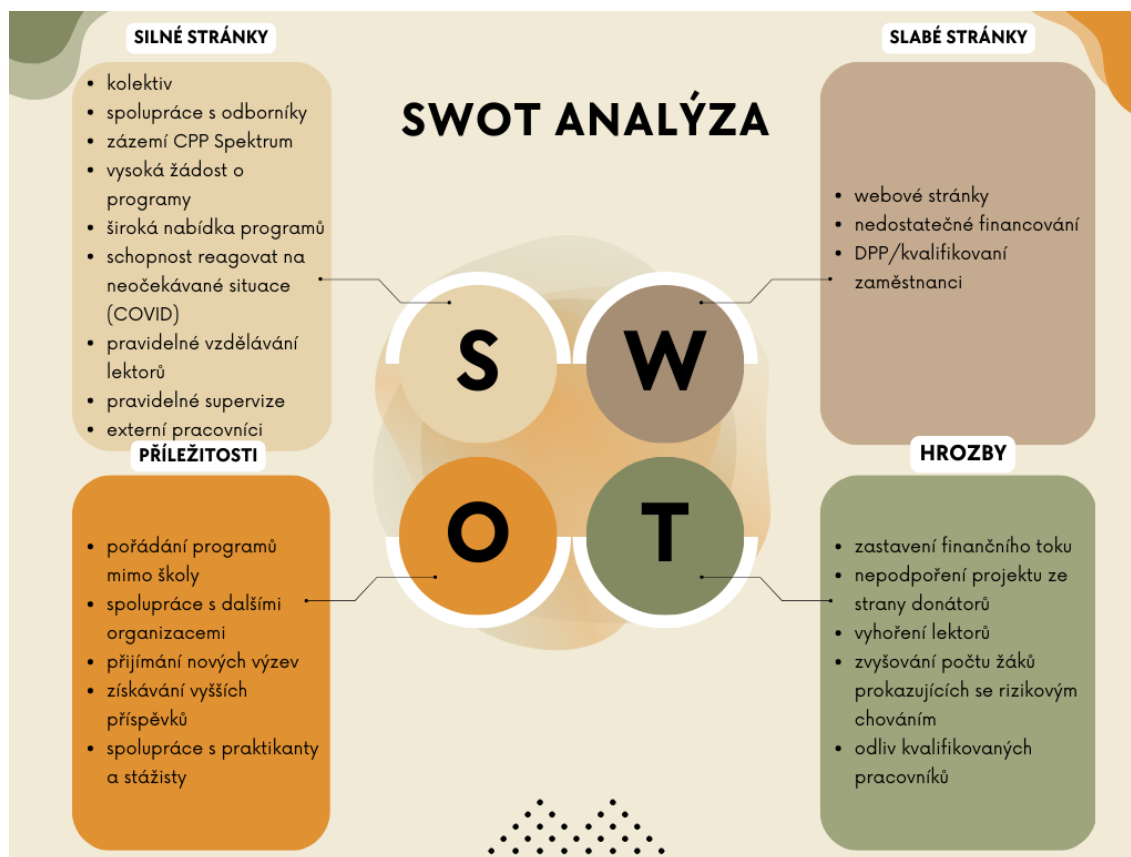 SILNÉ STRÁNKY
• kolektiv
• spolupráce s odborníky
• zázemí CPP Spektrum
• vysoká žádost o
programy
• široká nabídka programů
• schopnost reagovat na
neočekávané situace
(COVID)
• pravidelné vzdělávání
lektorů
• pravidelné supervize
• externí pracovníci
SWOT ANALÝZA
SLABÉ STRÁNKY
• webové stránky
• nedostatečné financování
• DPP/kvalifikovaní
zaměstnanci
S
W
O
T
PŘÍLEŽITOSTI
• pořádání programů
mimo školy
• spolupráce s dalšími
organizacemi
• přijímání nových výzev
• získávání vyšších
příspěvků
• spolupráce s praktikanty
a stážisty
HROZBY
• zastavení finančního toku
• nepodpoření projektu ze
strany donátorů
• vyhoření lektorů
• zvyšování počtu žáků
prokazujících se rizikovým
chováním
• odliv kvalifikovaných
pracovníků